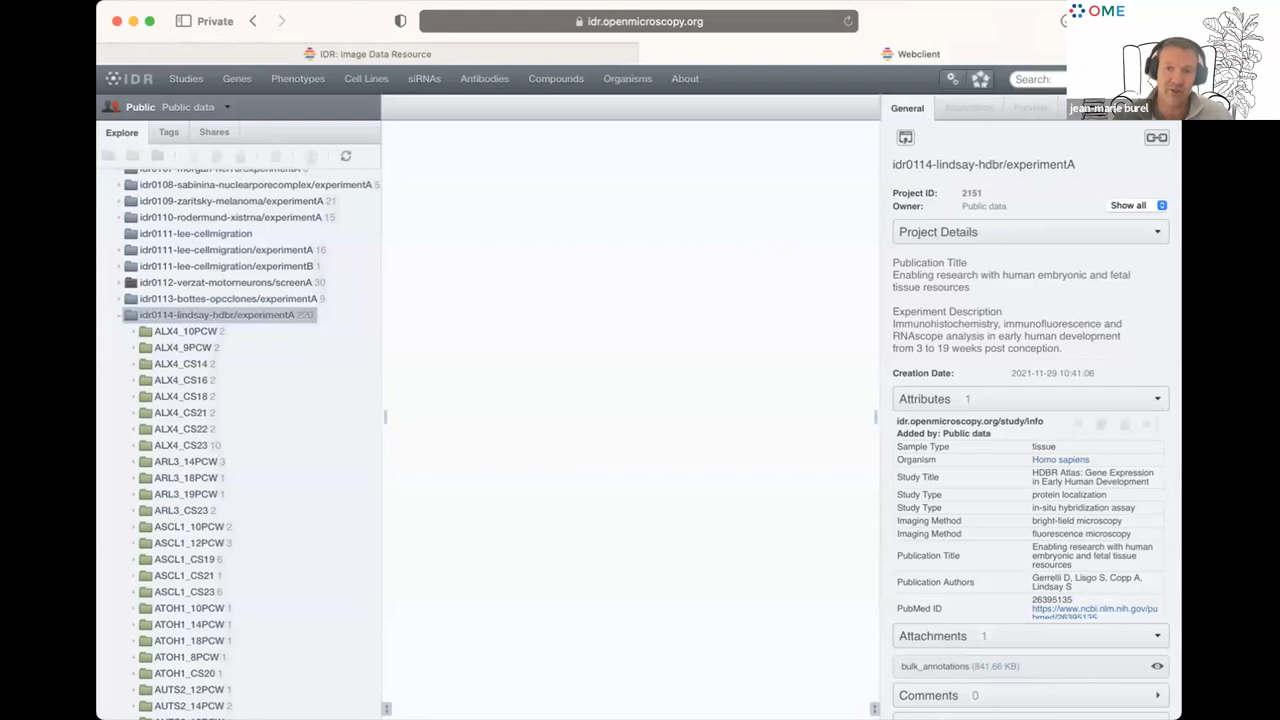 Private
idr.openmicroscopy.org
IDR: Image Data Resource
Webclient
OME
jean-marie burel
IDR
Studies
Genes
Phenotypes
Cell Lines
siRNAs
Antibodies
Compounds
Organisms
About
Search:
Public Public data
Explore
Tags
Shares
idr0108-sabinina-nuclearporecomplex/experimentA 5
idr0109-zaritsky-melanoma/experimentA 21
idr0110-rodermund-xistrna/experimentA 15
idr0111-lee-cellmigration
idr0111-lee-cellmigration/experimentA 16
idr0111-lee-cellmigration/experimentB 1
idr0112-verzat-motorneurons/screenA 30
idr0113-bottes-opcclones/experimentA 9
idr0114-lindsay-hdbr/experimentA 220
ALX4_10PCW 2
ALX4_9PCW 2
ALX4_CS14 2
ALX4_CS16 2
ALX4_CS18 2
ALX4_CS21 2
ALX4_CS22 2
ALX4_CS23 10
ARL3_14PCW 3
ARL3_18PCW 1
ARL3_19PCW 1
ARL3_CS23 2
ASCL1_10PCW 2
ASCL1_12PCW 3
ASCL1_CS19 6
ASCL1_CS21 1
ASCL1_CS23 6
ATOH1_10PCW 1
ATOH1_14PCW 1
ATOH1_18PCW 1
ATOH1_8PCW 1
ATOH1_CS20 1
AUTS2_12PCW 1
AUTS2_14PCW 2
General
idr0114-lindsay-hdbr/experimentA
Project ID: 2151
Owner: Public data
Show all
Project Details
Publication Title
Enabling research with human embryonic and fetal
tissue resources
Experiment Description
Immunohistochemistry, immunofluorescence and
RNAscope analysis in early human development
from 3 to 19 weeks post conception.
Creation Date: 2021-11-29 10:41:06
Attributes 1
idr.openmicroscopy.org/study/info
Added by: Public data
Sample Type tissue
Organism Homo sapiens
Study Title HDBR Atlas: Gene Expression
in Early Human Development
Study Type protein localization
Study Type in-situ hybridization assay
Imaging Method bright-field microscopy
Imaging Method fluorescence microscopy
Publication Title Enabling research with human
embryonic and fetal tissue
resources
Publication Authors Gerrelli D, Lisgo S, Copp A,
Lindsay S
PubMed ID 26395135
https://www.ncbi.nlm.nih.gov/pu
bmed/26395135
Attachments 1
bulk_annotations (841.66 KB)
Comments 0